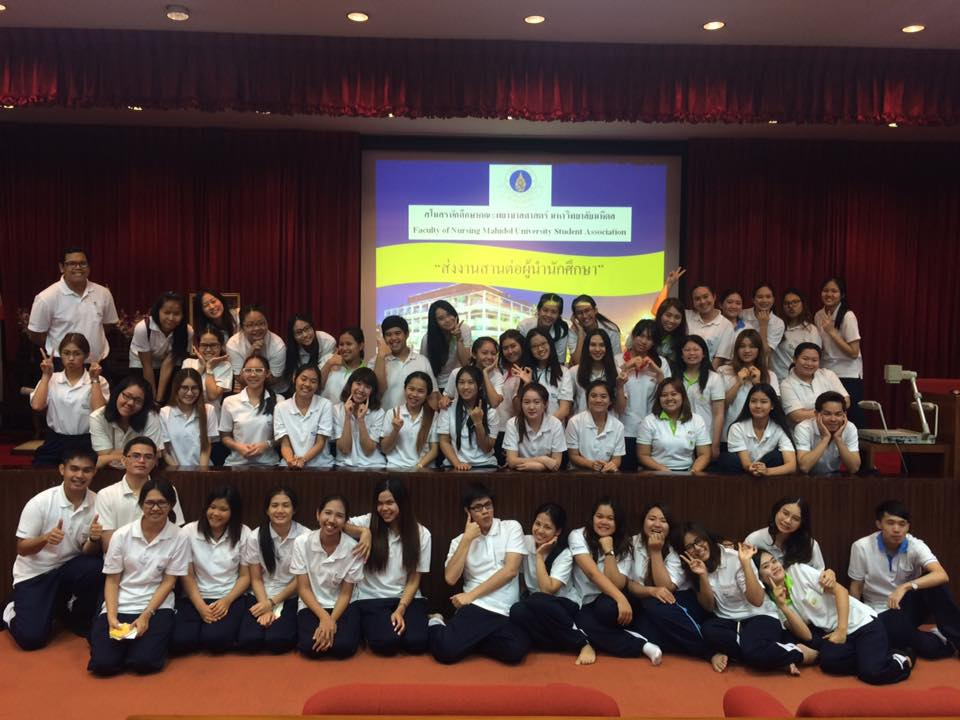 สโมสรนักศึกษาคณะพยาบาลศาสตร์ มหาวิทยาลัยมหิดล
Faculty of Nursing Mahidol University Student Association
"ส่งงานสานต่อผู้นำนักศึกษา"